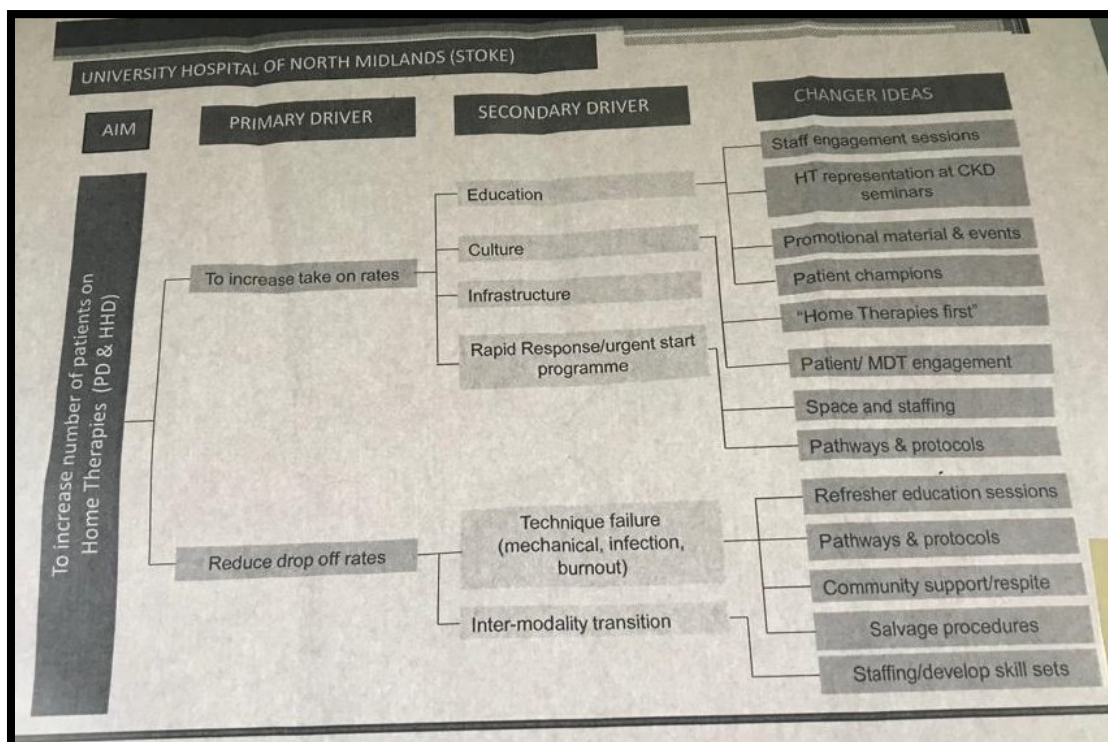 UNIVERSITY HOSPITAL OF NORTH MIDLANDS (STOKE)
AIM
PRIMARY DRIVER
SECONDARY DRIVER
CHANGER IDEAS
To increase number of patients on
Home Therapies (PD & HHD)
To increase take on rates
Reduce drop off rates
Education
Culture
Infrastructure
Rapid Response/urgent start
programme
Technique failure
(mechanical, infection,
burnout)
Inter-modality transition
Staff engagement sessions
HT representation at CKD
seminars
Promotional material & events
Patient champions
"Home Therapies first"
Patient/ MDT engagement
Space and staffing
Pathways & protocols
Refresher education sessions
Pathways & protocols
Community support/respite
Salvage procedures
Staffing/develop skill sets